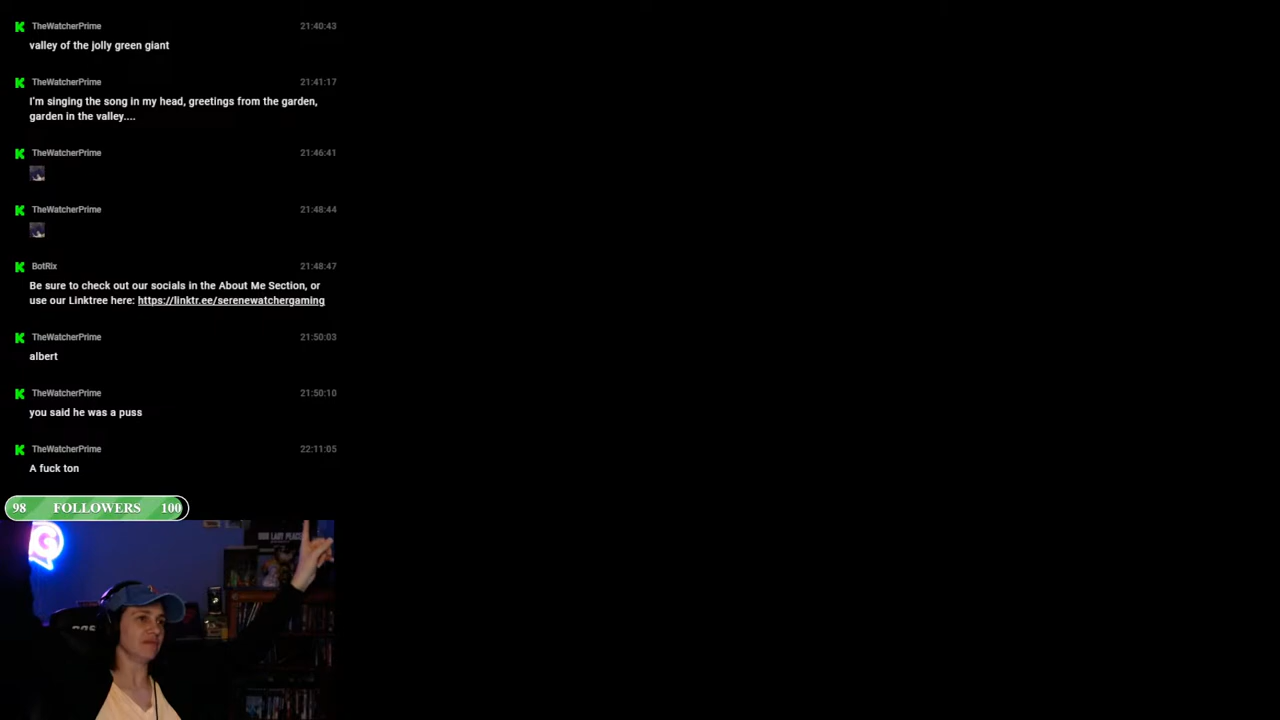 TheWatcherPrime 21:40:43
valley of the jolly green giant
TheWatcherPrime 21:41:17
I'm singing the song in my head, greetings from the garden,
garden in the valley....
TheWatcherPrime 21:46:41
TheWatcherPrime 21:48:44
BotRix 21:48:47
Be sure to check out our socials in the About Me Section, or
use our Linktree here: https://linktr.ee/serenewatchergaming
TheWatcherPrime 21:50:03
albert
TheWatcherPrime 21:50:10
you said he was a puss
TheWatcherPrime 22:11:05
A fuck ton
98 FOLLOWERS 100
G
LADY PEACE